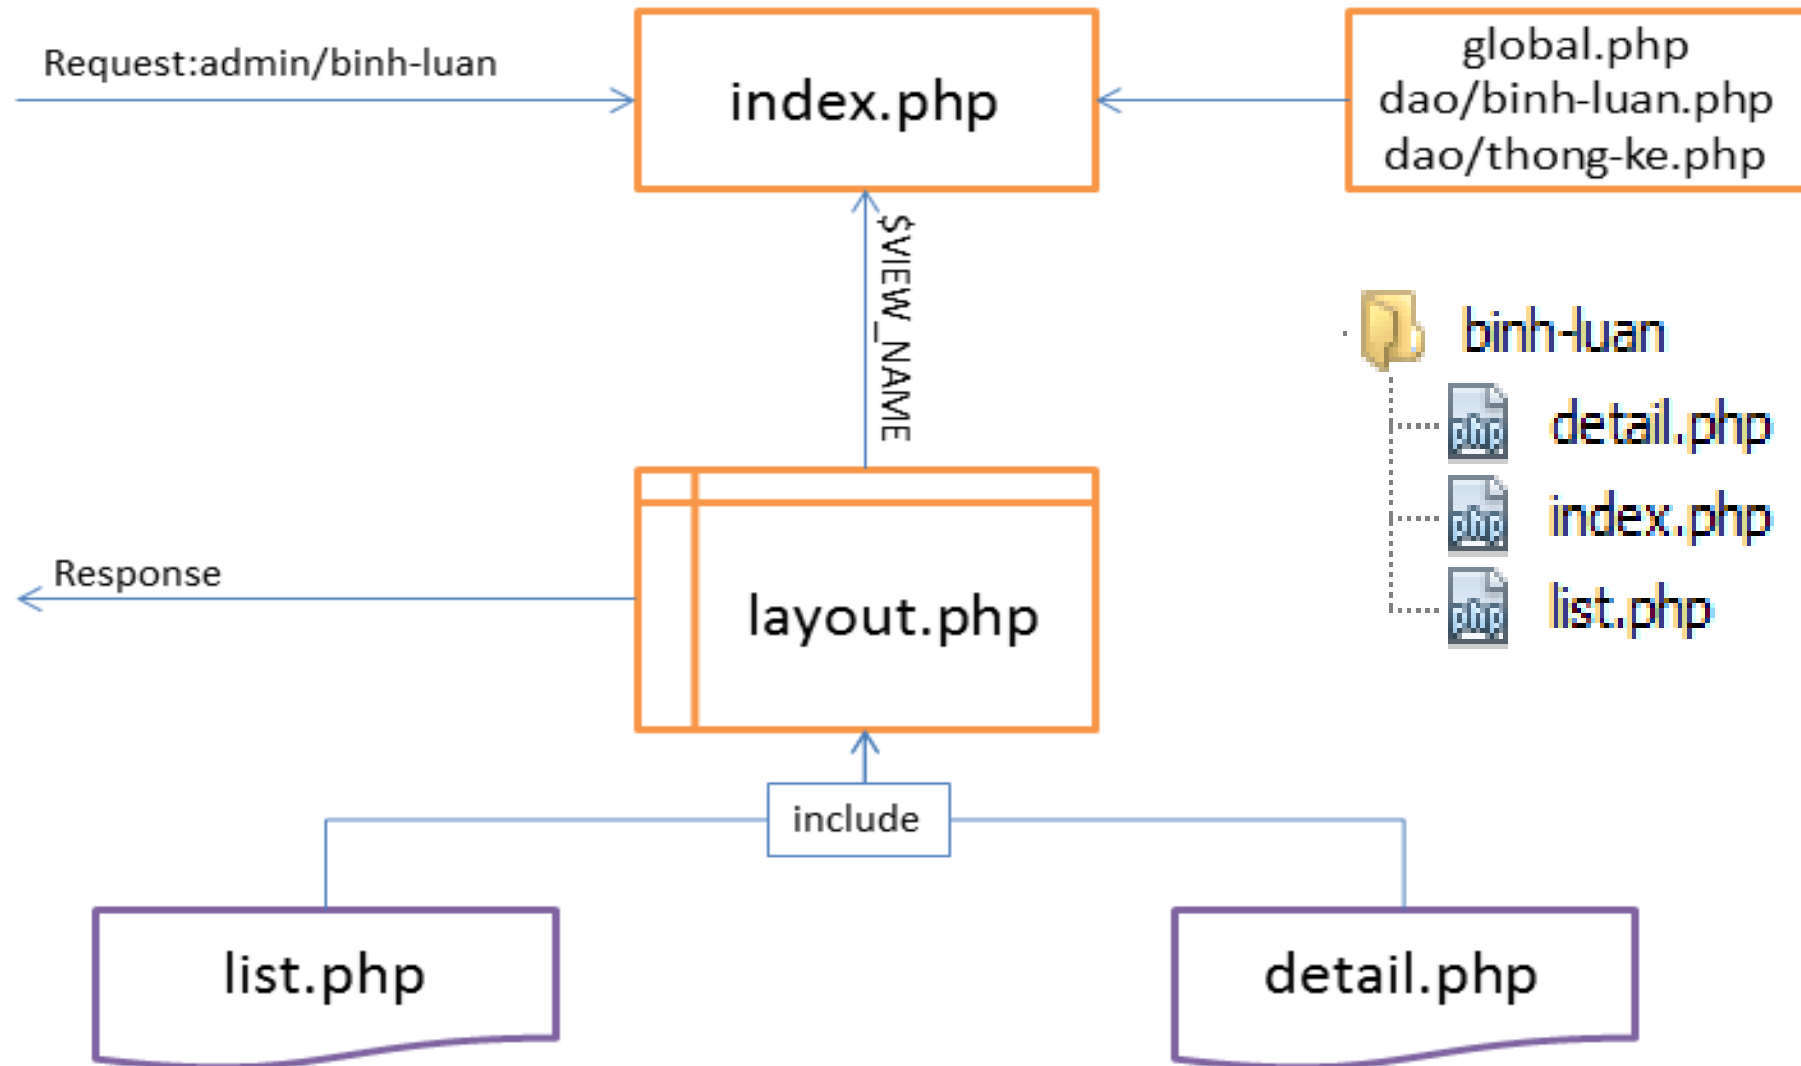 Request:admin/binh-luan
index.php
global.php
dao/binh-luan.php
dao/thong-ke.php
$VIEW_NAME
binh-luan
detail.php
index.php
list.php
Response
layout.php
include
list.php
detail.php